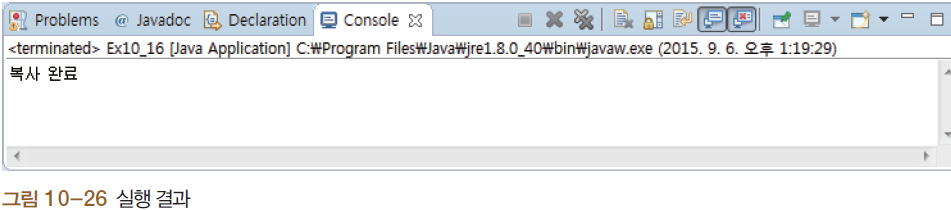 Problems @ Javadoc Declaration Console
<terminated> Ex10_16 [Java Application] C:₩Program Files₩Java₩jre1.8.0_40₩bin₩javaw.exe (2015. 9. 6. 오후 1:19:29)
복사 완료
그림 10-26 실행 결과